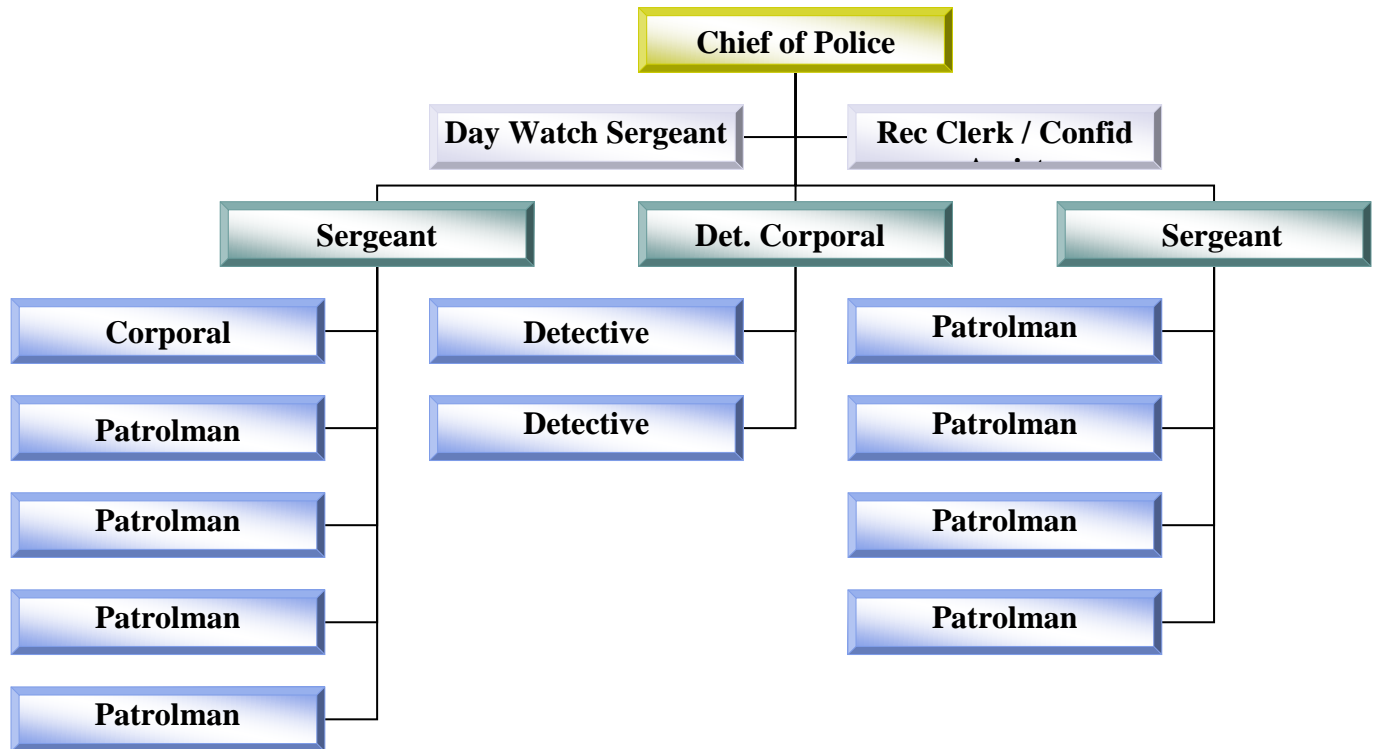 Chief of Police
Day Watch Sergeant
Rec Clerk / Confid
Sergeant
Det. Corporal
Sergeant
Corporal
Detective
Patrolman
Patrolman
Detective
Patrolman
Patrolman
Patrolman
Patrolman
Patrolman
Patrolman